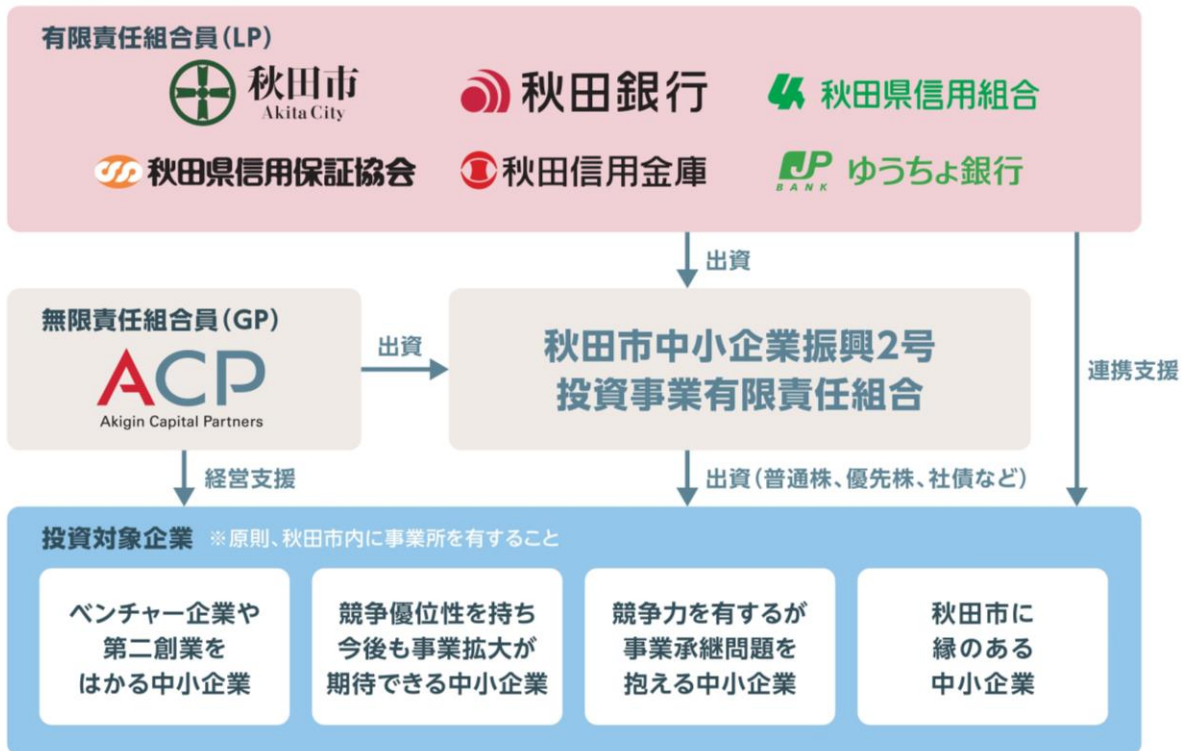 有限責任組合員(LP)
秋田市
Akita City
秋田銀行
秋田県信用組合
秋田県信用保証協会
秋田信用金庫
JP
BANK
ゆうちょ銀行
出資
無限責任組合員(GP)
ACP
Akigin Capital Partners
出資
秋田市中小企業振興2号
投資事業有限責任組合
連携支援
経営支援
出資(普通株、優先株、社債など)
投資対象企業 ※原則、秋田市内に事業所を有すること
ベンチャー企業や
第二創業を
はかる中小企業
競争優位性を持ち
今後も事業拡大が
期待できる中小企業
競争力を有するが
事業承継問題を
抱える中小企業
秋田市に
縁のある
中小企業